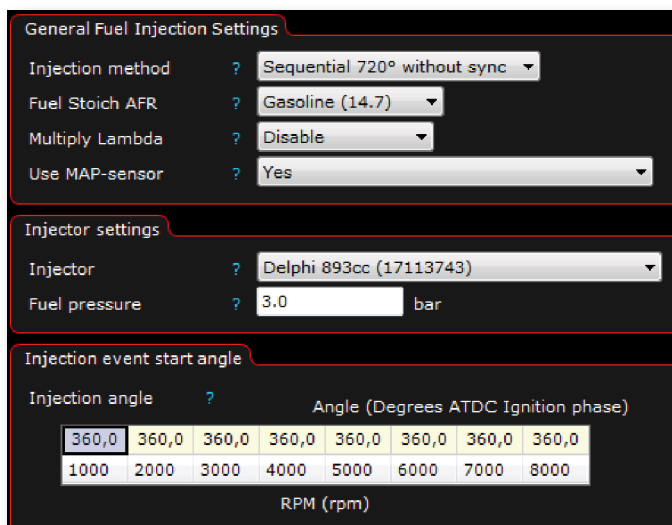 General Fuel Injection Settings
Injection method ? Sequential 720° without sync
Fuel Stoich AFR ? Gasoline (14.7)
Multiply Lambda ? Disable
Use MAP-sensor ? Yes
Injector settings
Injector ? Delphi 893cc (17113743)
Fuel pressure ? 3.0 bar
Injection event start angle
Injection angle ? Angle (Degrees ATDC Ignition phase)
360,0 360,0 360,0 360,0 360,0 360,0 360,0 360,0
1000 2000 3000 4000 5000 6000 7000 8000
RPM (rpm)